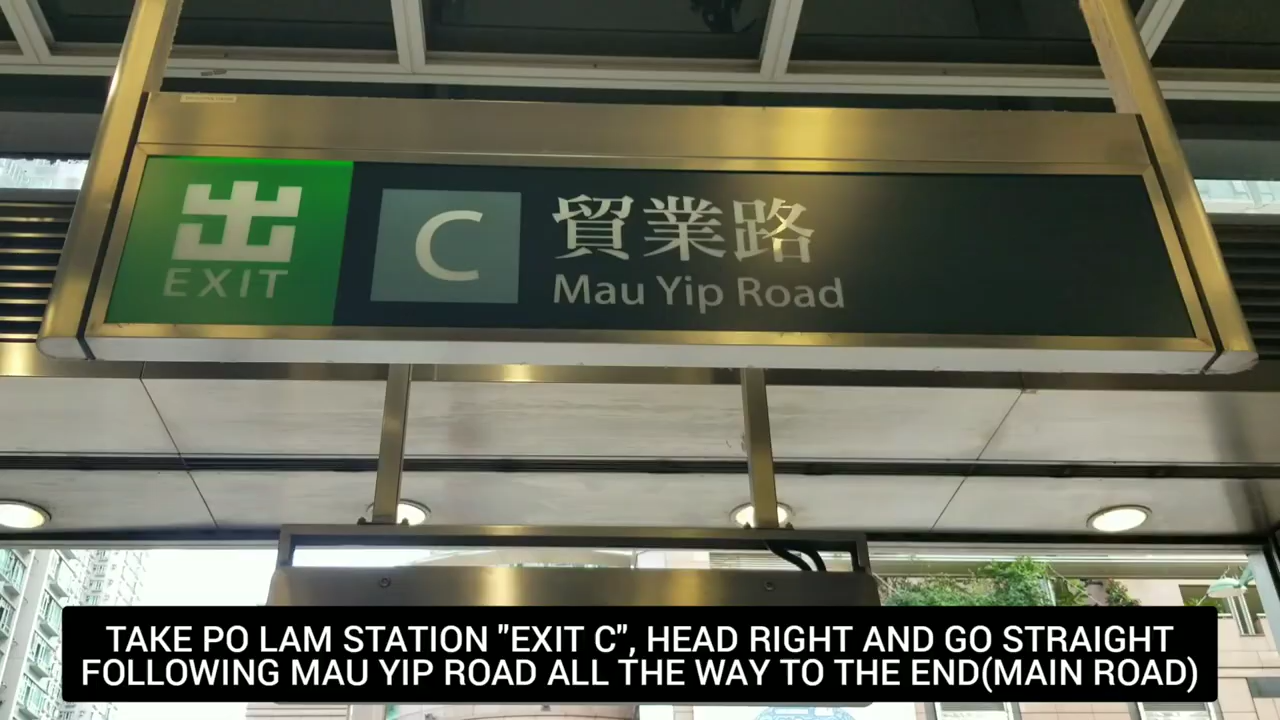 出
EXIT
C
貿業路
Mau Yip Road
TAKE PO LAM STATION "EXIT C", HEAD RIGHT AND GO STRAIGHT
FOLLOWING MAU YIP ROAD ALL THE WAY TO THE END(MAIN ROAD)